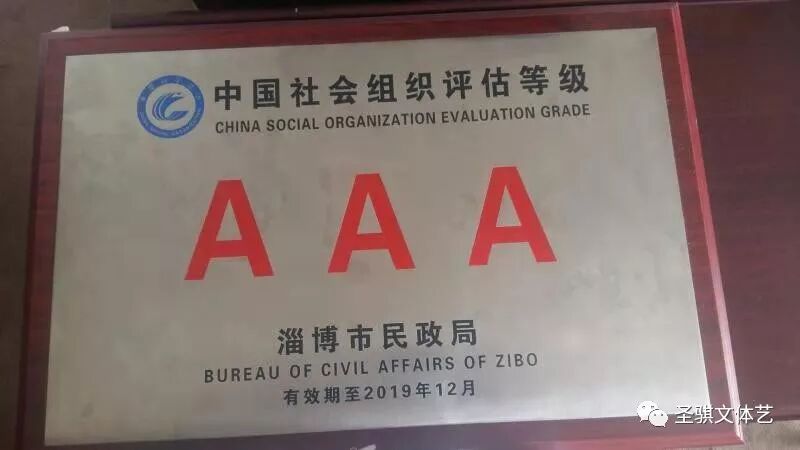 中国社会组织评估等级
CHINA SOCIAL ORGANIZATION EVALUATION GRADE
AAA
淄博市民政局
BUREAU OF CIVIL AFFAIRS OF ZIBO
有效期至2019年12月
圣骐文体艺